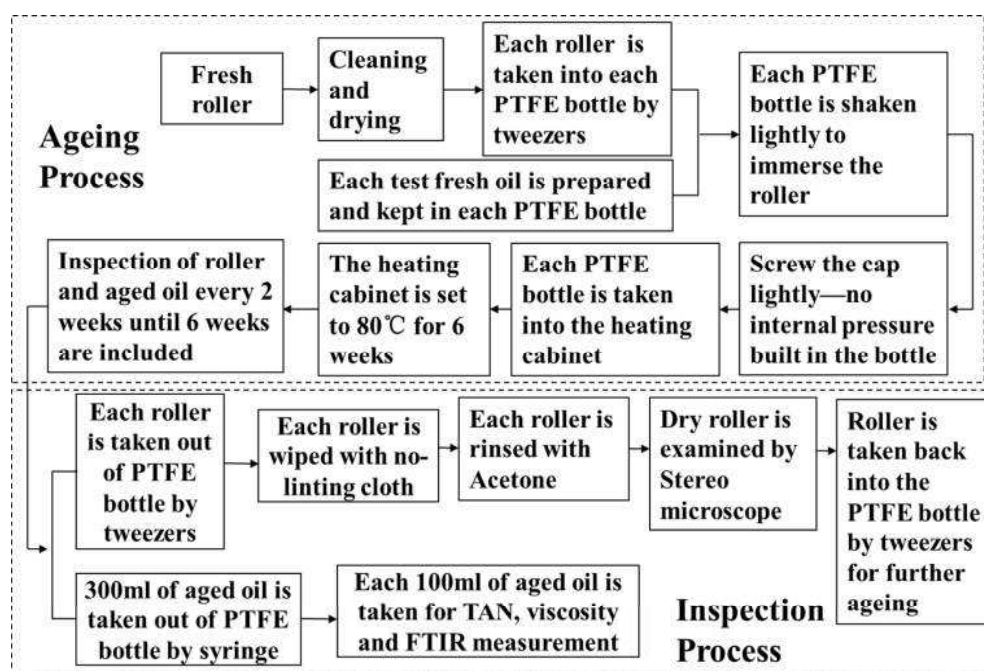 Fresh
roller
Cleaning
and
drying
Each roller is
taken into each
PTFE bottle by
tweezers
Each test fresh oil is prepared
and kept in each PTFE bottle
Each PTFE
bottle is shaken
lightly to
immerse the
roller
Ageing
Process
Screw the cap
lightly—no
internal pressure
built in the bottle
Each PTFE
bottle is taken
into the heating
cabinet
The heating
cabinet is set
to 80℃ for 6
weeks
Inspection of roller
and aged oil every 2
weeks until 6 weeks
are included
Each roller
is taken out
of PTFE
bottle by
tweezers
Each roller is
wiped with no-
linting cloth
Each roller is
rinsed with
Acetone
Dry roller is
examined by
Stereo
microscope
Roller is
taken back
into the
PTFE bottle
by tweezers
for further
ageing
300ml of aged oil is
taken out of PTFE
bottle by syringe
Each 100ml of aged oil is
taken for TAN, viscosity
and FTIR measurement
Inspection
Process